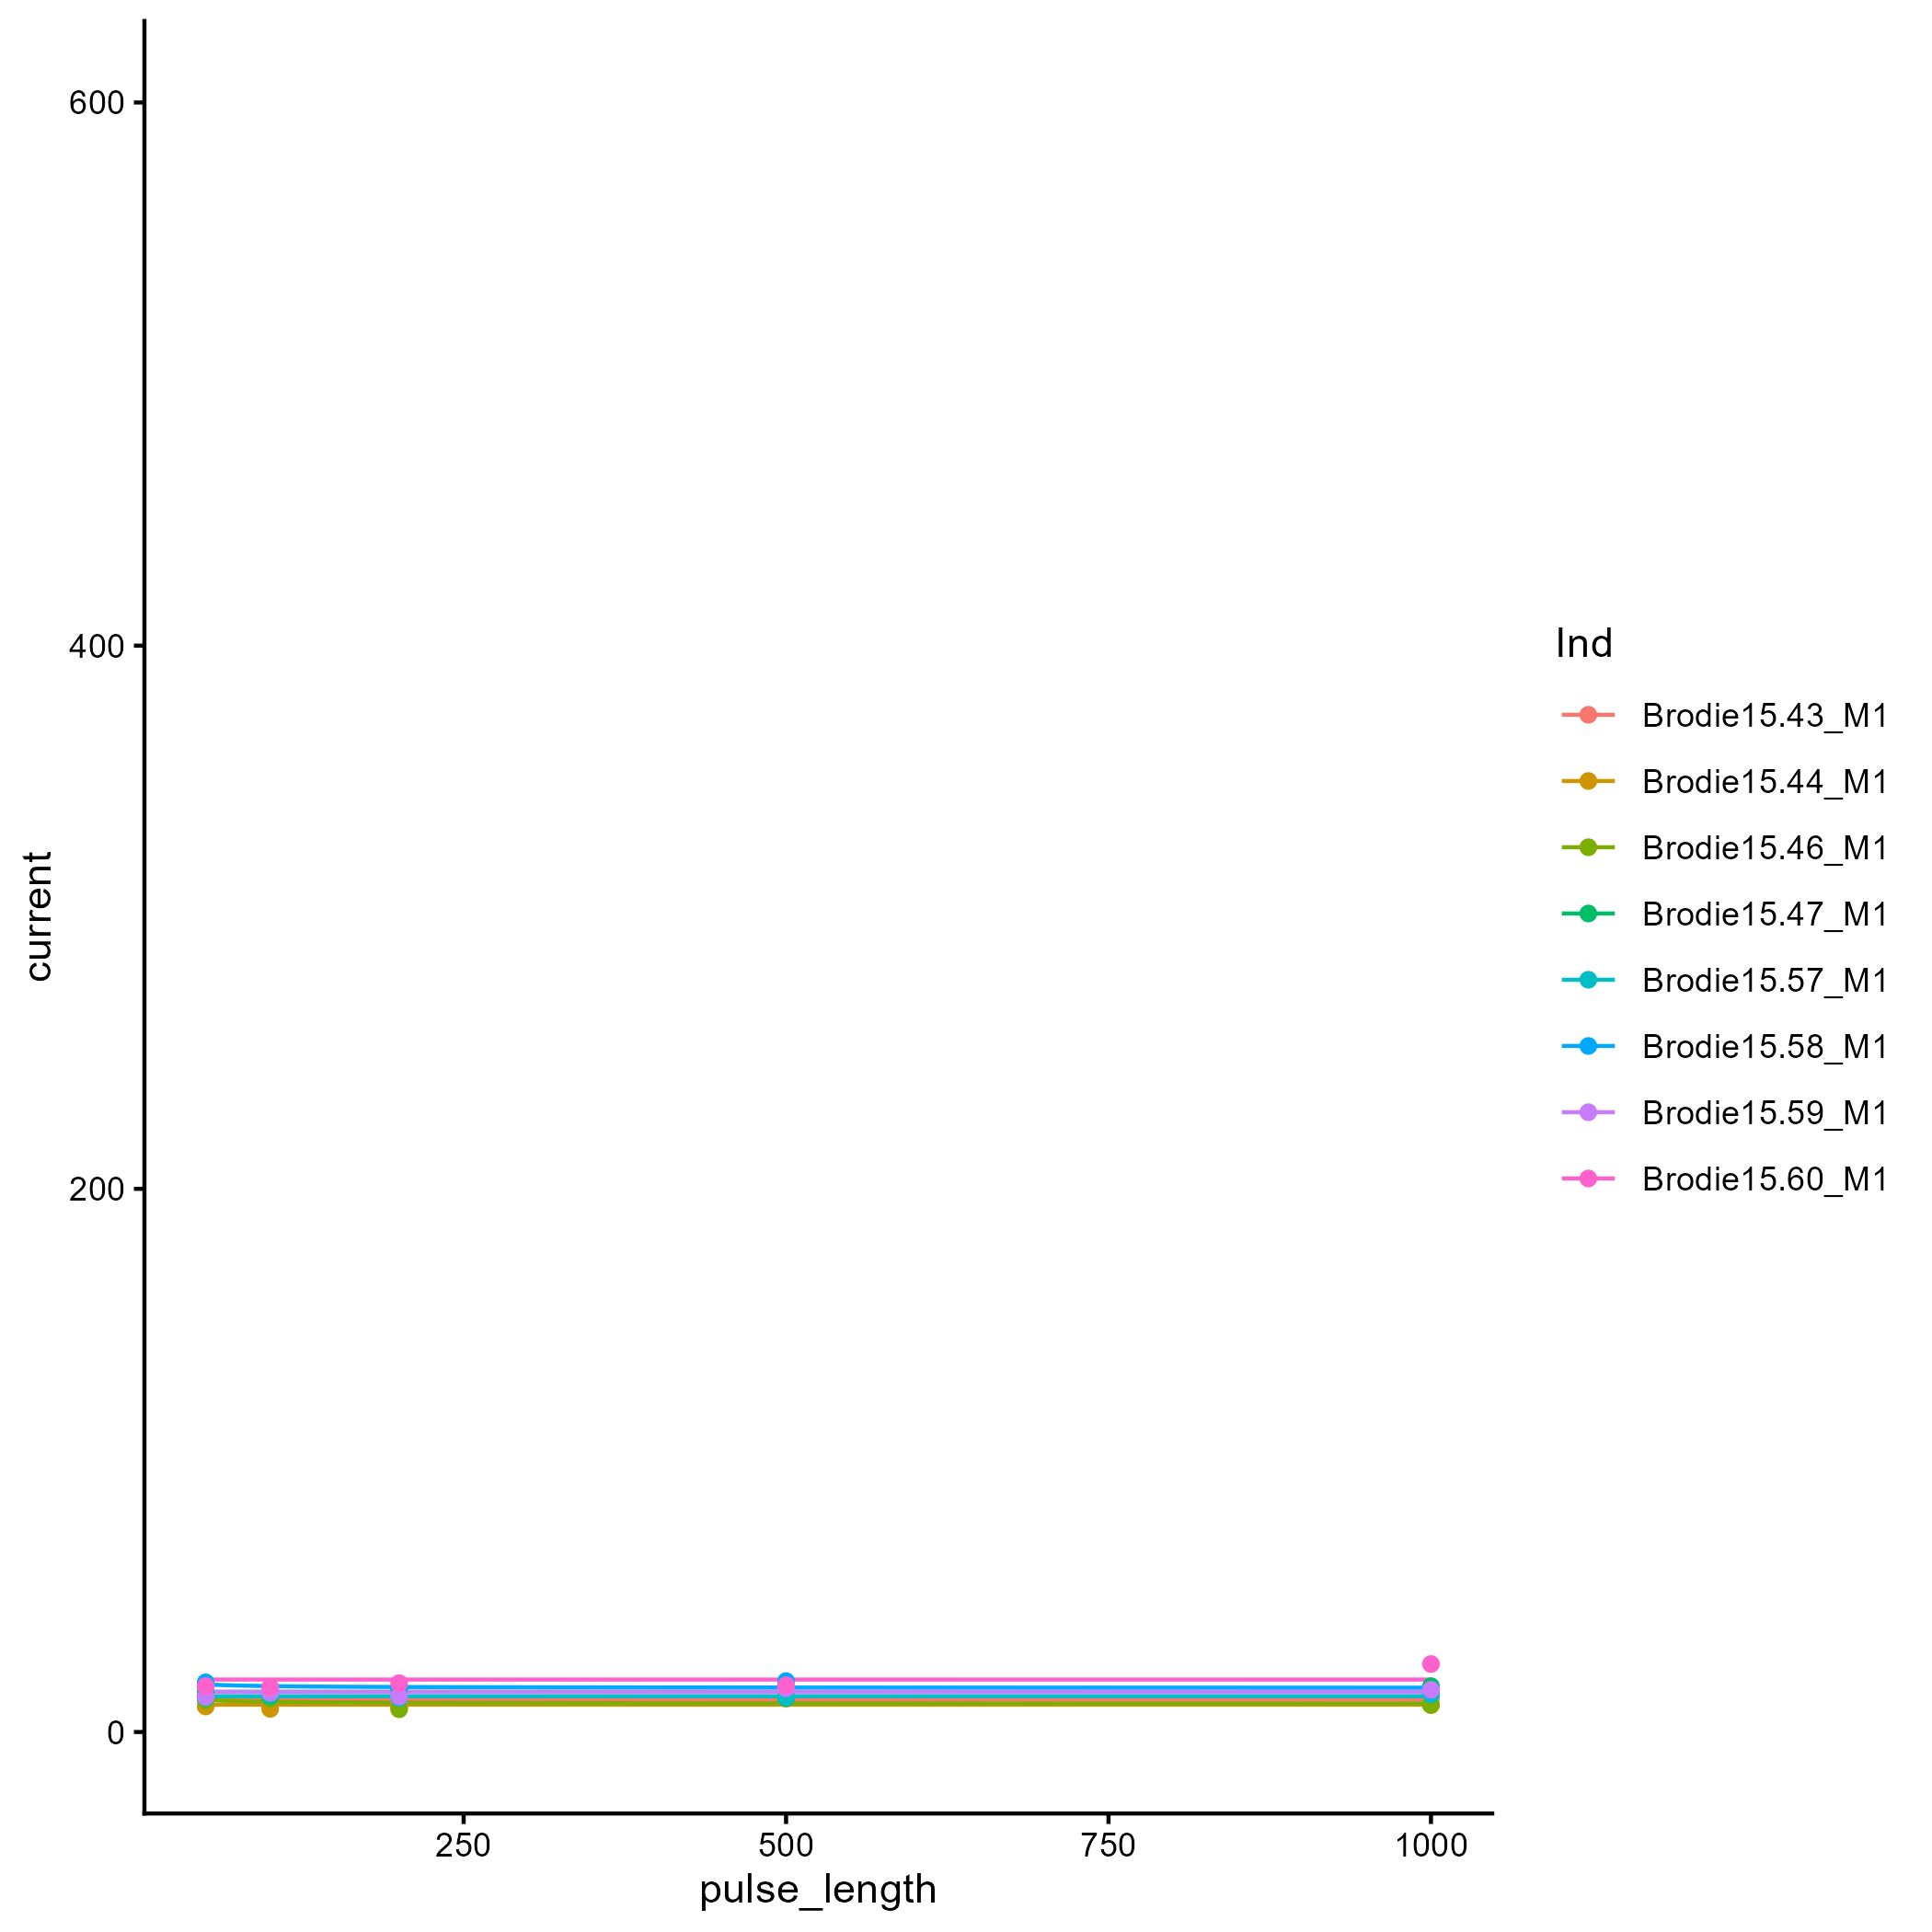 600
400
200
0
current
250 500 750 1000
pulse_length
Ind
Brodie15.43_M1
Brodie15.44_M1
Brodie15.46_M1
Brodie15.47_M1
Brodie15.57_M1
Brodie15.58_M1
Brodie15.59_M1
Brodie15.60_M1